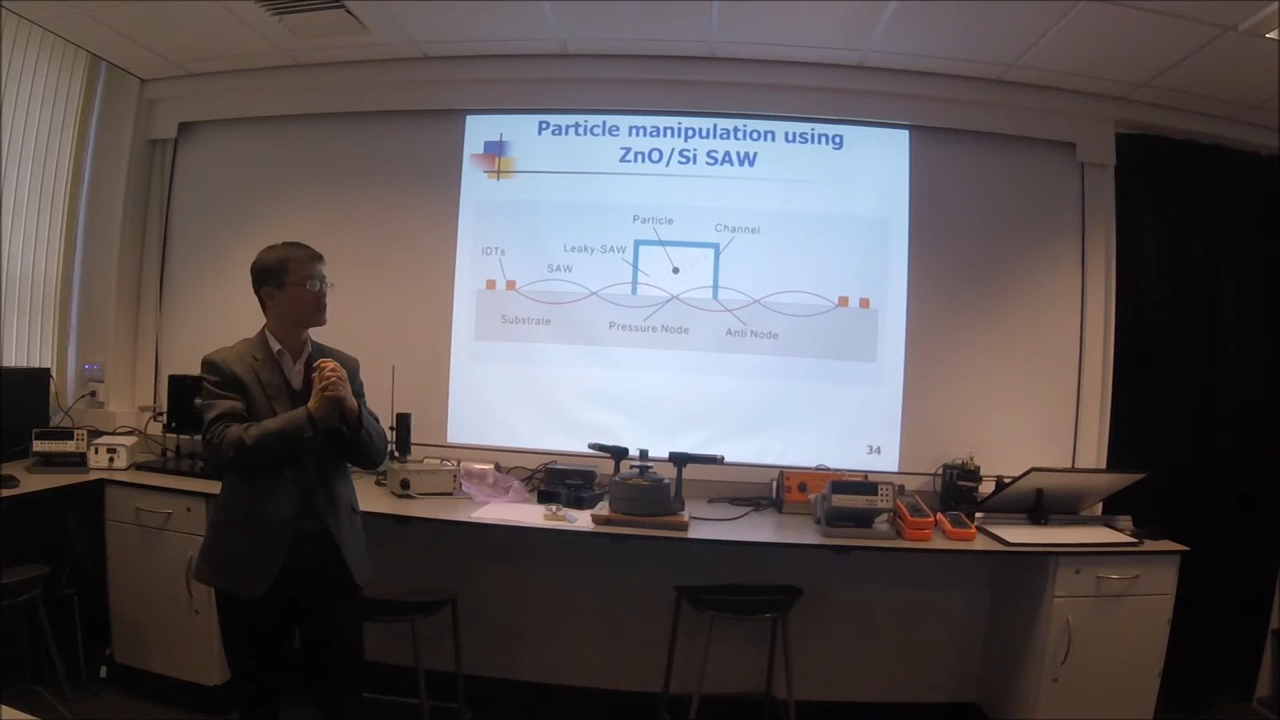 Particle manipulation using
ZnO/Si SAW
Particle
Channel
Leaky-SAW
IDTs
SAW
Substrate
Pressure Node
Anti Node
34